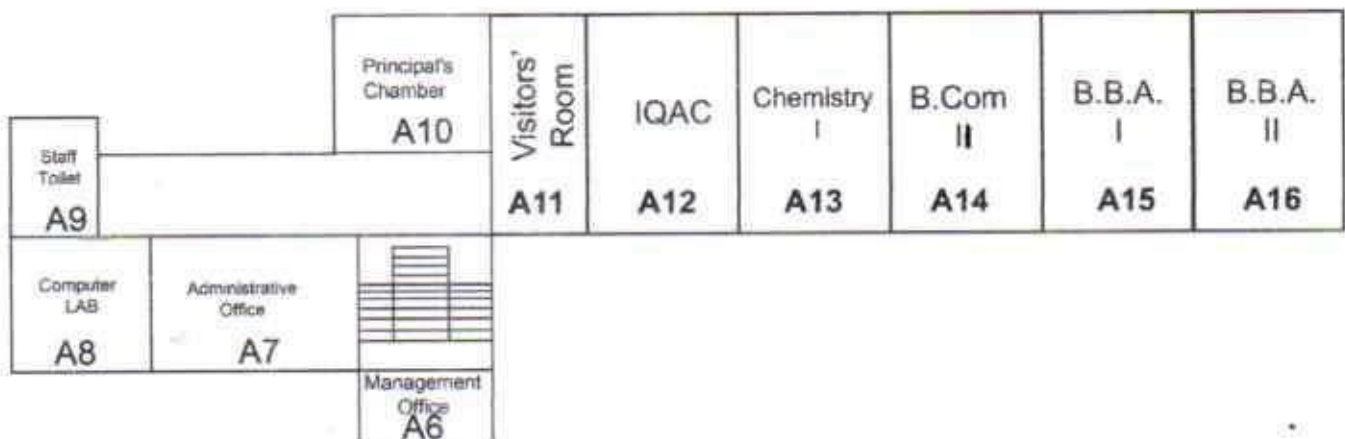 Principal's
Chamber
A10
Visitors'
Room
A11
IQAC
A12
Chemistry
I
A13
B.Com
II
A14
B.B.A.
I
A15
B.B.A.
II
A16
Staff
Toilet
A9
Computer
LAB
A8
Administrative
Office
A7
Management
Office
A6